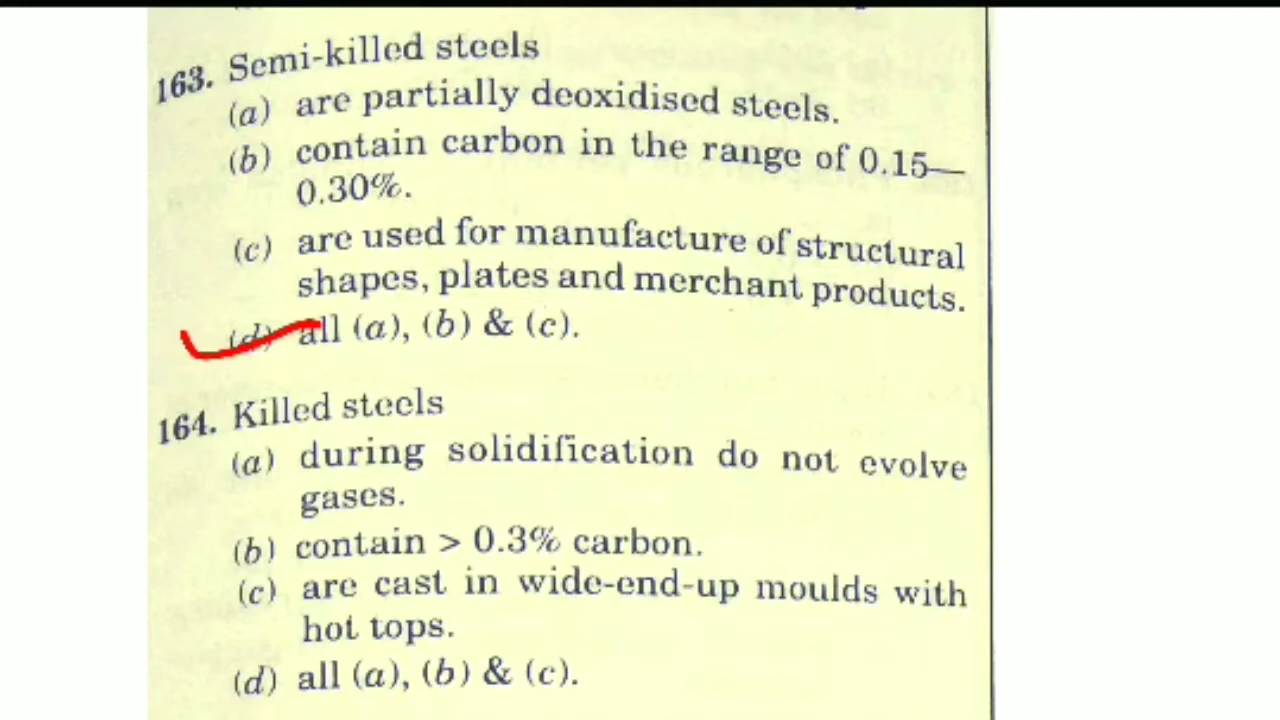 163. Semi-killed steels
(a) are partially deoxidised steels.
(b) contain carbon in the range of 0.15—
0.30%.
(c) are used for manufacture of structural
shapes, plates and merchant products.
(d) all (a), (b) & (c).
164. Killed steels
(a) during solidification do not evolve
gases.
(b) contain > 0.3% carbon.
(c) are cast in wide-end-up moulds with
hot tops.
(d) all (a), (b) & (c).